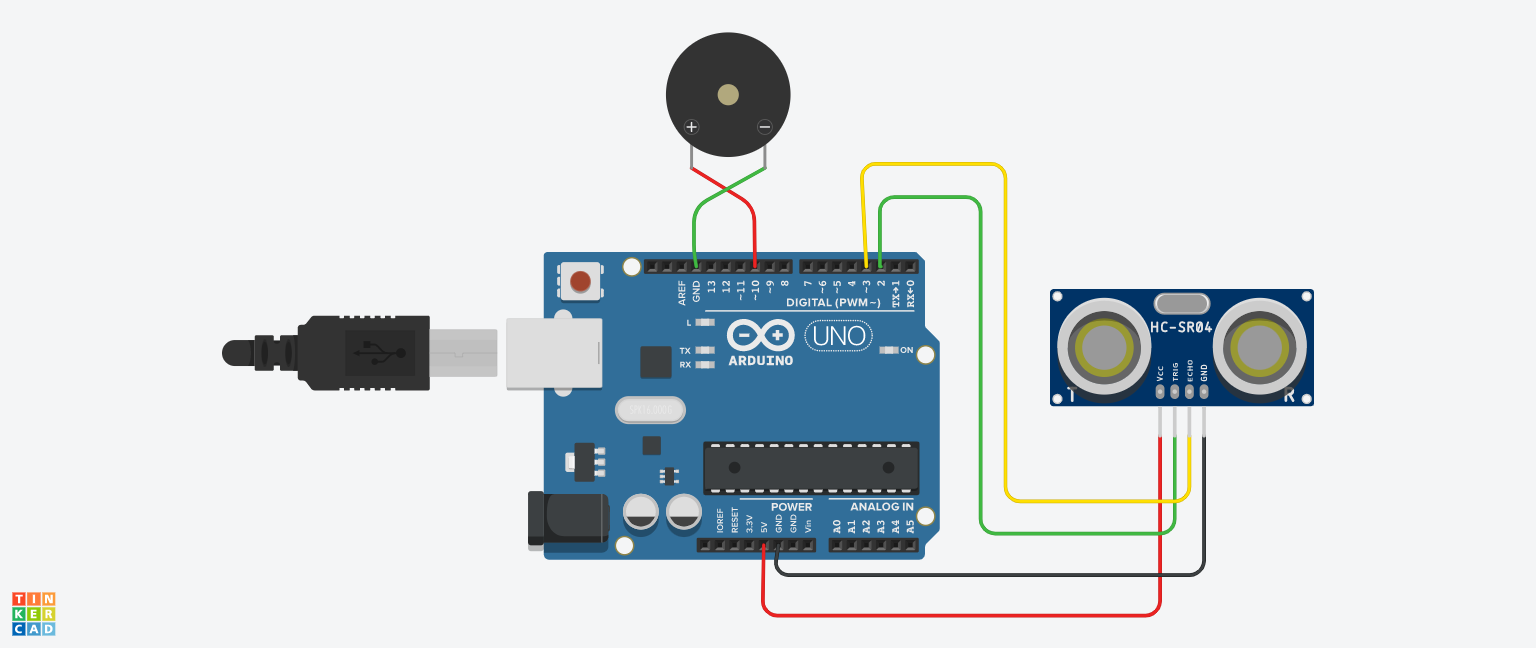 + −
AREF
GND
13
12
~11
~10
~9
8
7
~6
~5
4
~3
2
TX→1
RX←0
DIGITAL (PWM~)
L
TX
RX
ARDUINO
UNO
ON
HC-SR04
Vcc
TRIG
ECHO
GND
T
R
POWER
ANALOG IN
IOREF
RESET
3.3V
5V
GND
GND
Vin
A0
A1
A2
A3
A4
A5
TIN
KER
CAD